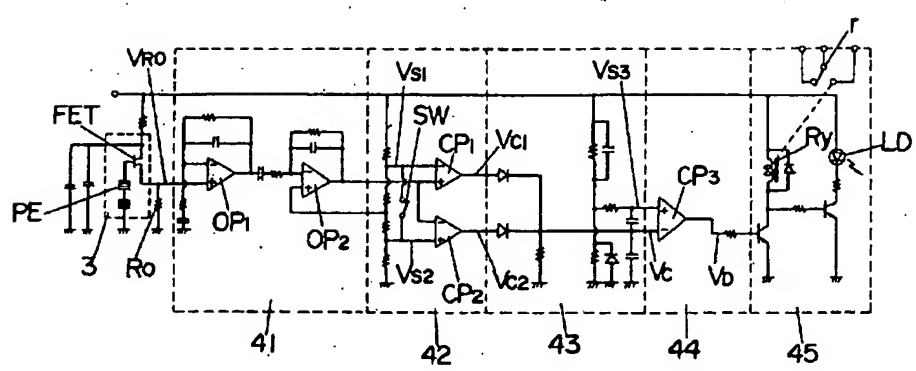 r
VRO
VS1
VS3
FET
SW
CP1
VC1
Ry
LD
CP3
OP1
PE
OP2
3
RO
VS2
CP2
VC2
VC
VD
41
42
43
44
45